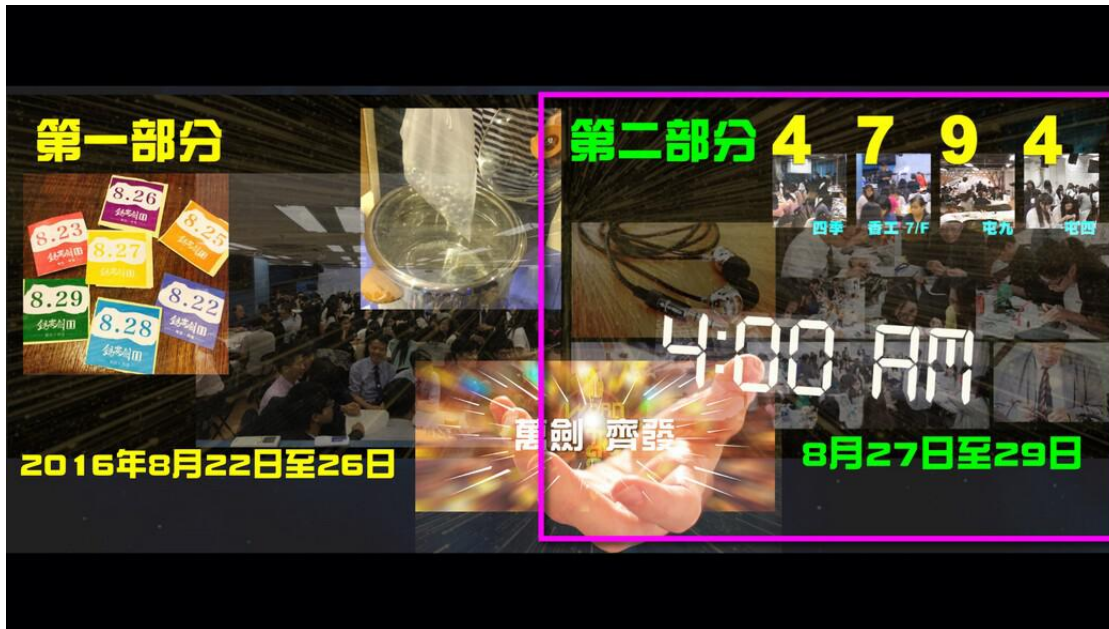 第一部分
8.26
8.23
8.25
8.27
8.29
8.22
8.28
2016年8月22日至26日
萬劍 齊發
第二部分 4 7 9 4
四季 香工 7/F 屯九 屯四
4:00 AM
8月27日至29日